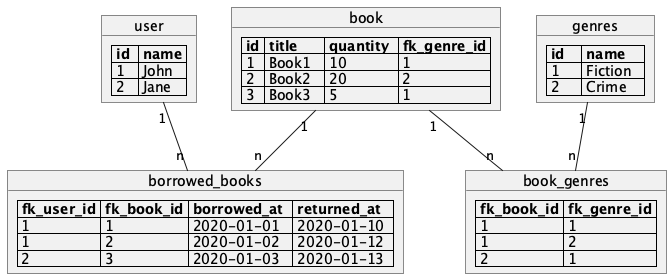 user
id name
1 John
2 Jane
book
id title quantity fk_genre_id
1 Book1 10 1
2 Book2 20 2
3 Book3 5 1
genres
id name
1 Fiction
2 Crime
1 1 1 1
n n n n
borrowed_books
fk_user_id fk_book_id borrowed_at returned_at
1 1 2020-01-01 2020-01-10
1 2 2020-01-02 2020-01-12
2 3 2020-01-03 2020-01-13
book_genres
fk_book_id fk_genre_id
1 1
1 2
2 1